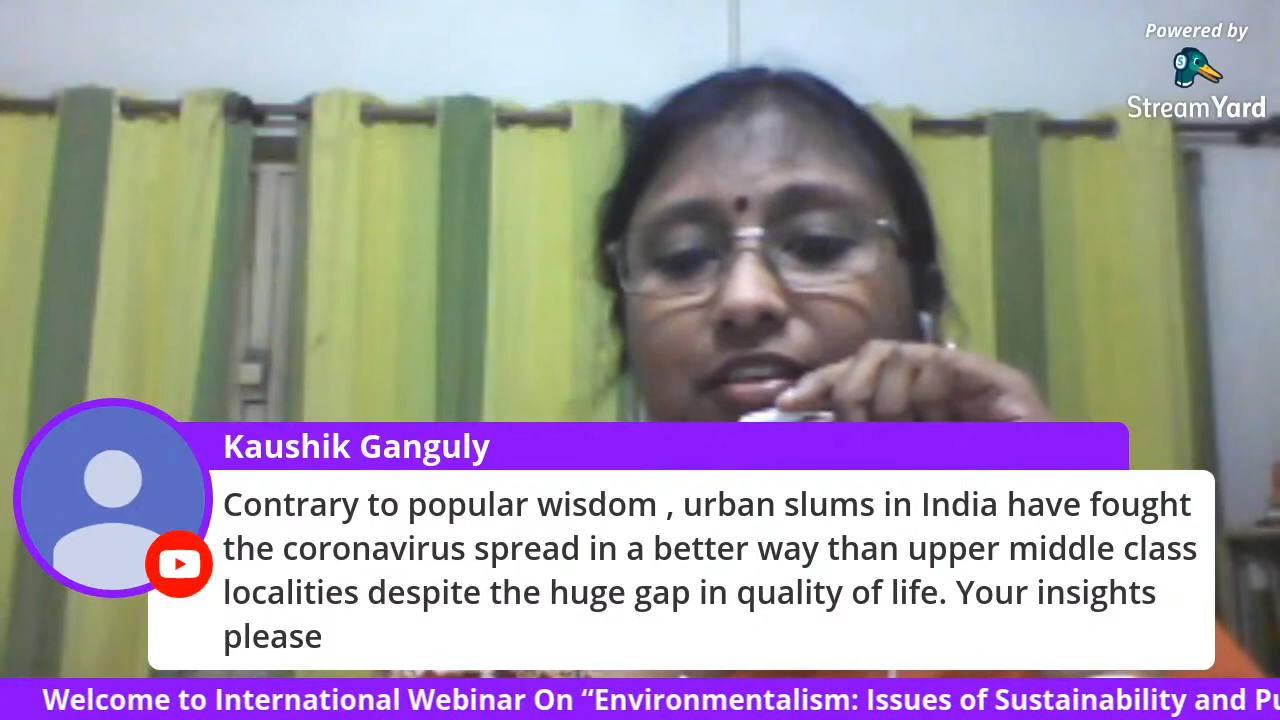 Powered by
StreamYard
Kaushik Ganguly
Contrary to popular wisdom , urban slums in India have fought
the coronavirus spread in a better way than upper middle class
localities despite the huge gap in quality of life. Your insights
please
Welcome to International Webinar On “Environmentalism: Issues of Sustainability and Pu